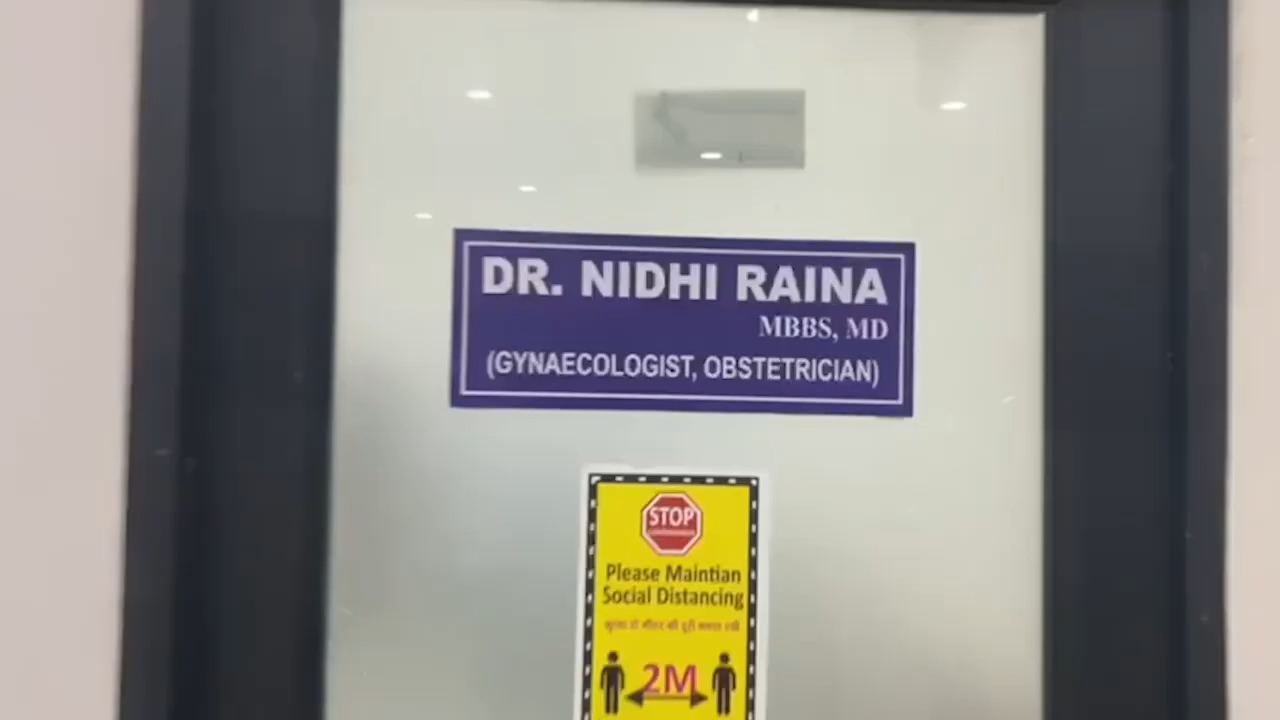 DR. NIDHI RAINA
MBBS, MD
(GYNAECOLOGIST, OBSTETRICIAN)
STOP
Please Maintian
Social Distancing
की दूरी
2M